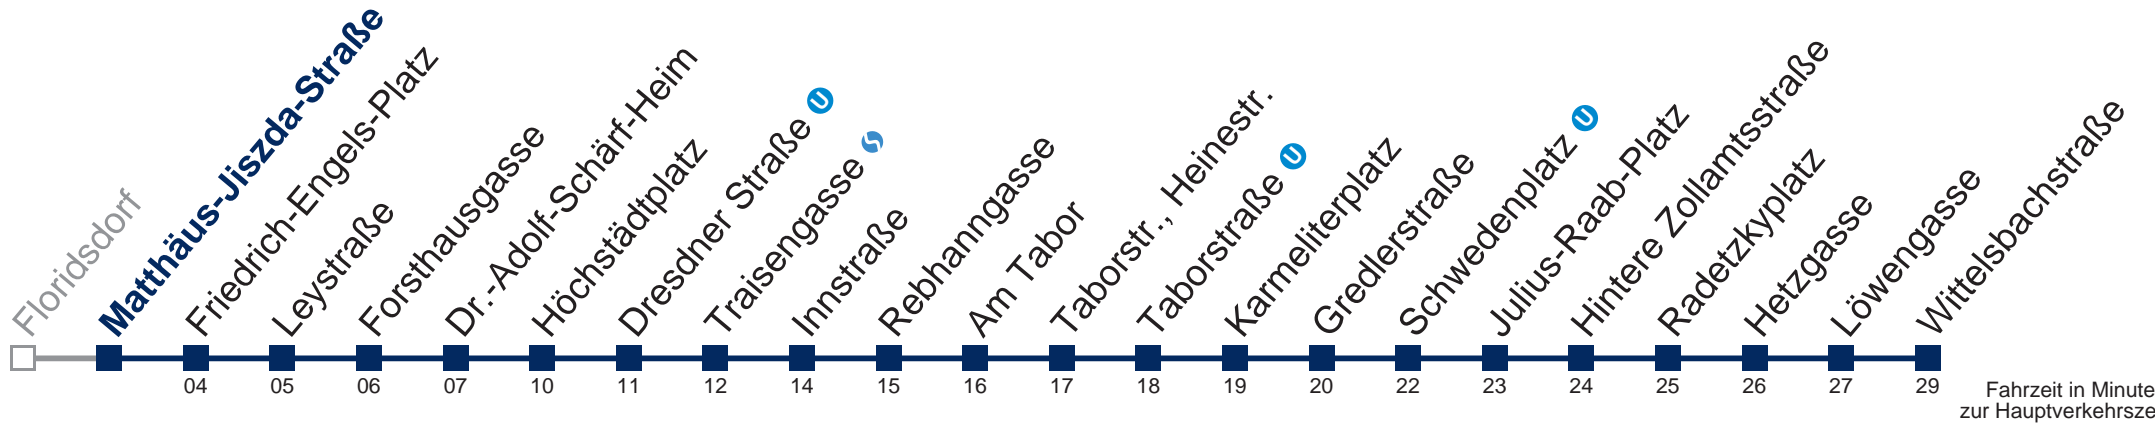 Floridsdorf
Matthäus-Jiszda-Straße
Friedrich-Engels-Platz
Leystraße
Forsthausgasse
Dr.-Adolf-Schärf-Heim
Höchstädtplatz
Dresdner Straße U
Traisengasse
Innstraße
Rebhanngasse
Am Tabor
Taborstr., Heinestr.
Taborstraße U
Karmeliterplatz
Gredlerstraße
Schwedenplatz U
Julius-Raab-Platz
Hintere Zollamtsstraße
Radetzkyplatz
Hetzgasse
Löwengasse
Wittelsbachstraße
04 05 06 07 10 11 12 14 15 16 17 18 19 20 22 23 24 25 26 27 29
Fahrzeit in Minute
zur Hauptverkehrsze